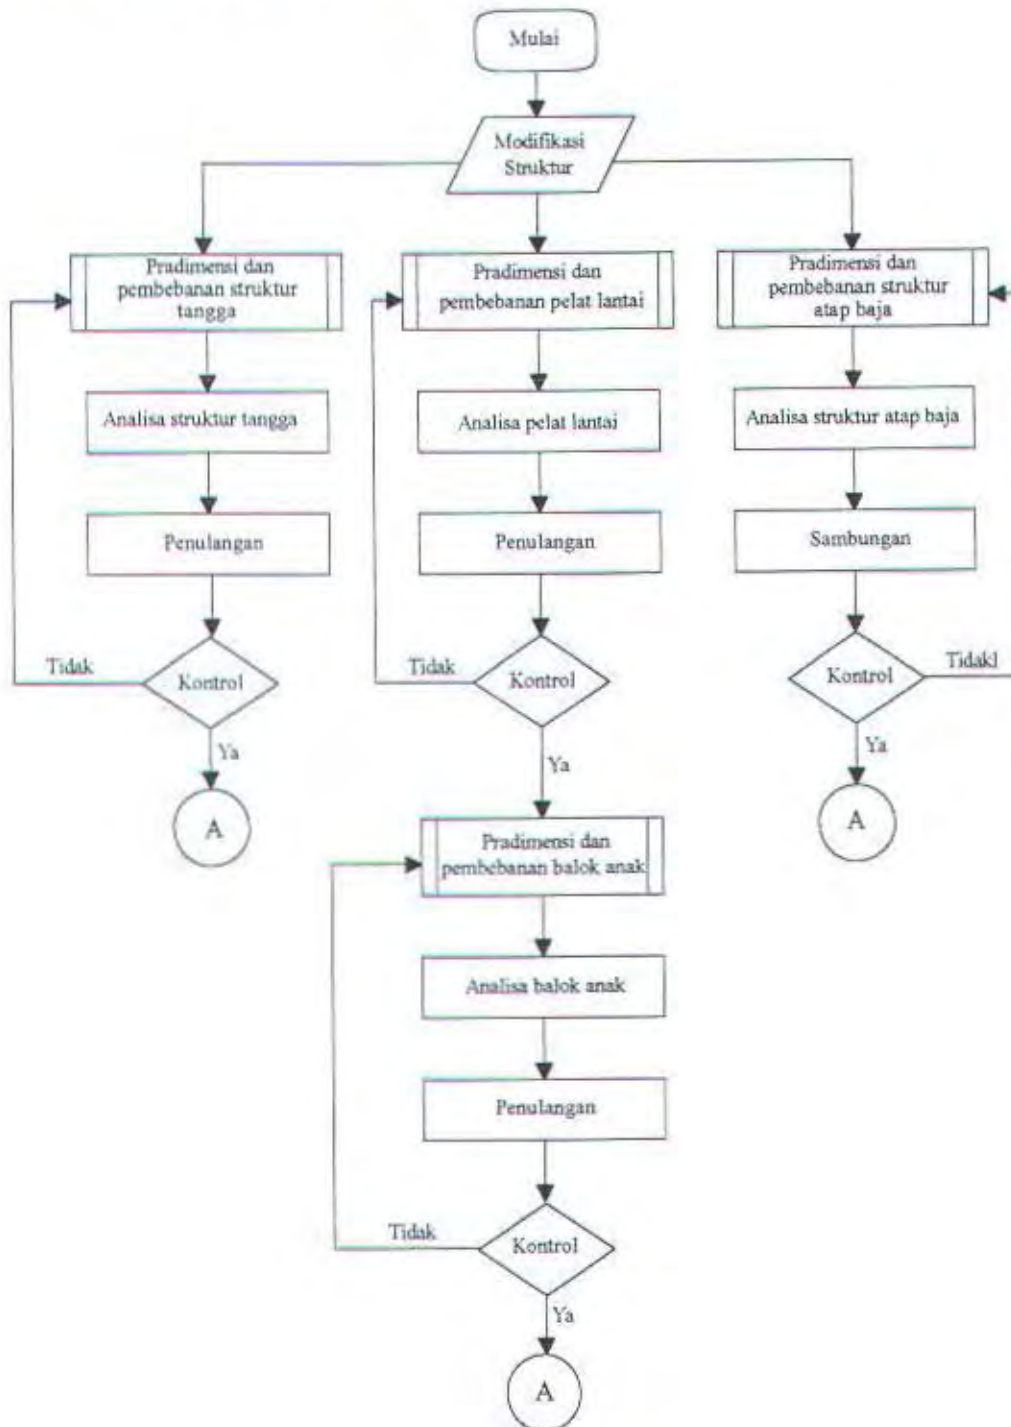 Mulai
Modifikasi
Struktur
Pradimensi dan
pembebanan struktur
tangga
Analisa struktur tangga
Penulangan
Kontrol
Tidak
Ya
A
Pradimensi dan
pembebanan pelat lantai
Analisa pelat lantai
Penulangan
Kontrol
Tidak
Ya
Pradimensi dan
pembebanan balok anak
Analisa balok anak
Penulangan
Kontrol
Tidak
Ya
A
Pradimensi dan
pembebanan struktur
atap baja
Analisa struktur atap baja
Sambungan
Kontrol
Tidakl
Ya
A